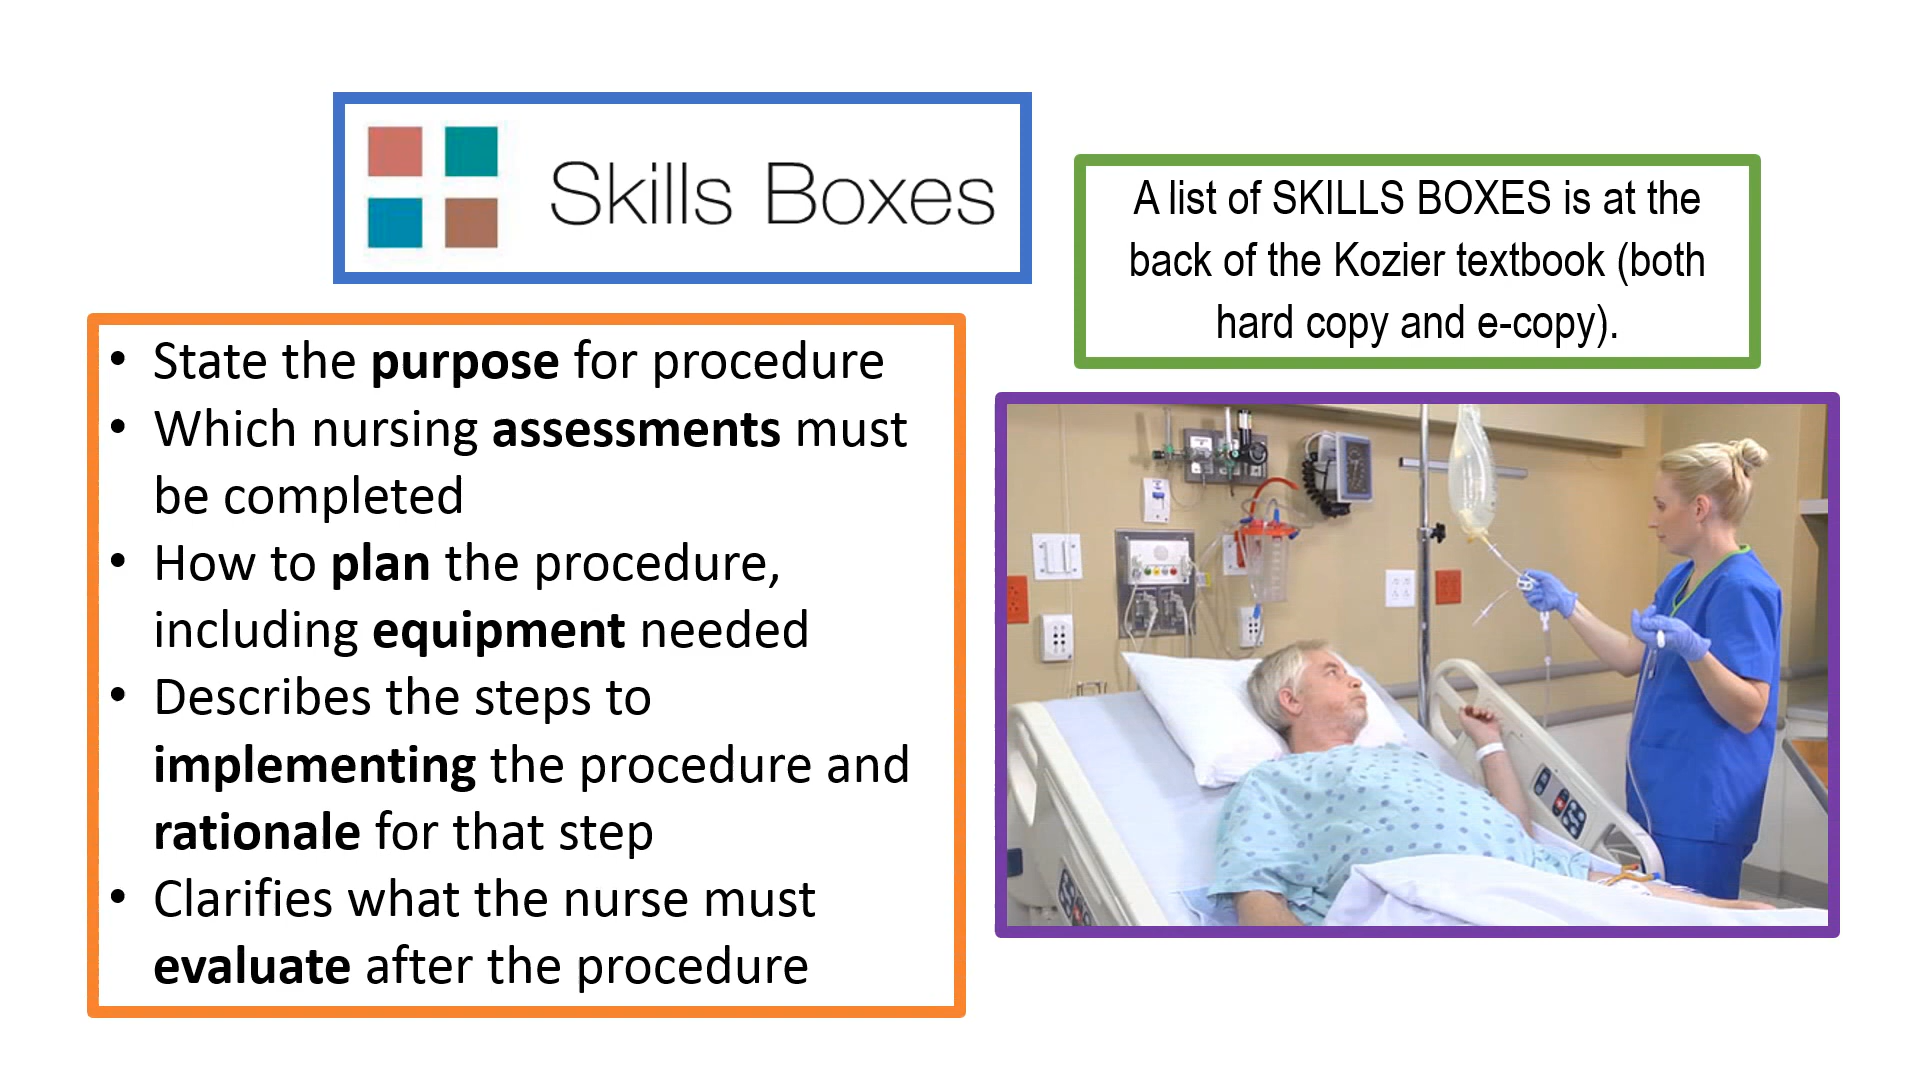 Skills Boxes
A list of SKILLS BOXES is at the
back of the Kozier textbook (both
hard copy and e-copy).
• State the purpose for procedure
• Which nursing assessments must
be completed
• How to plan the procedure,
including equipment needed
• Describes the steps to
implementing the procedure and
rationale for that step
• Clarifies what the nurse must
evaluate after the procedure